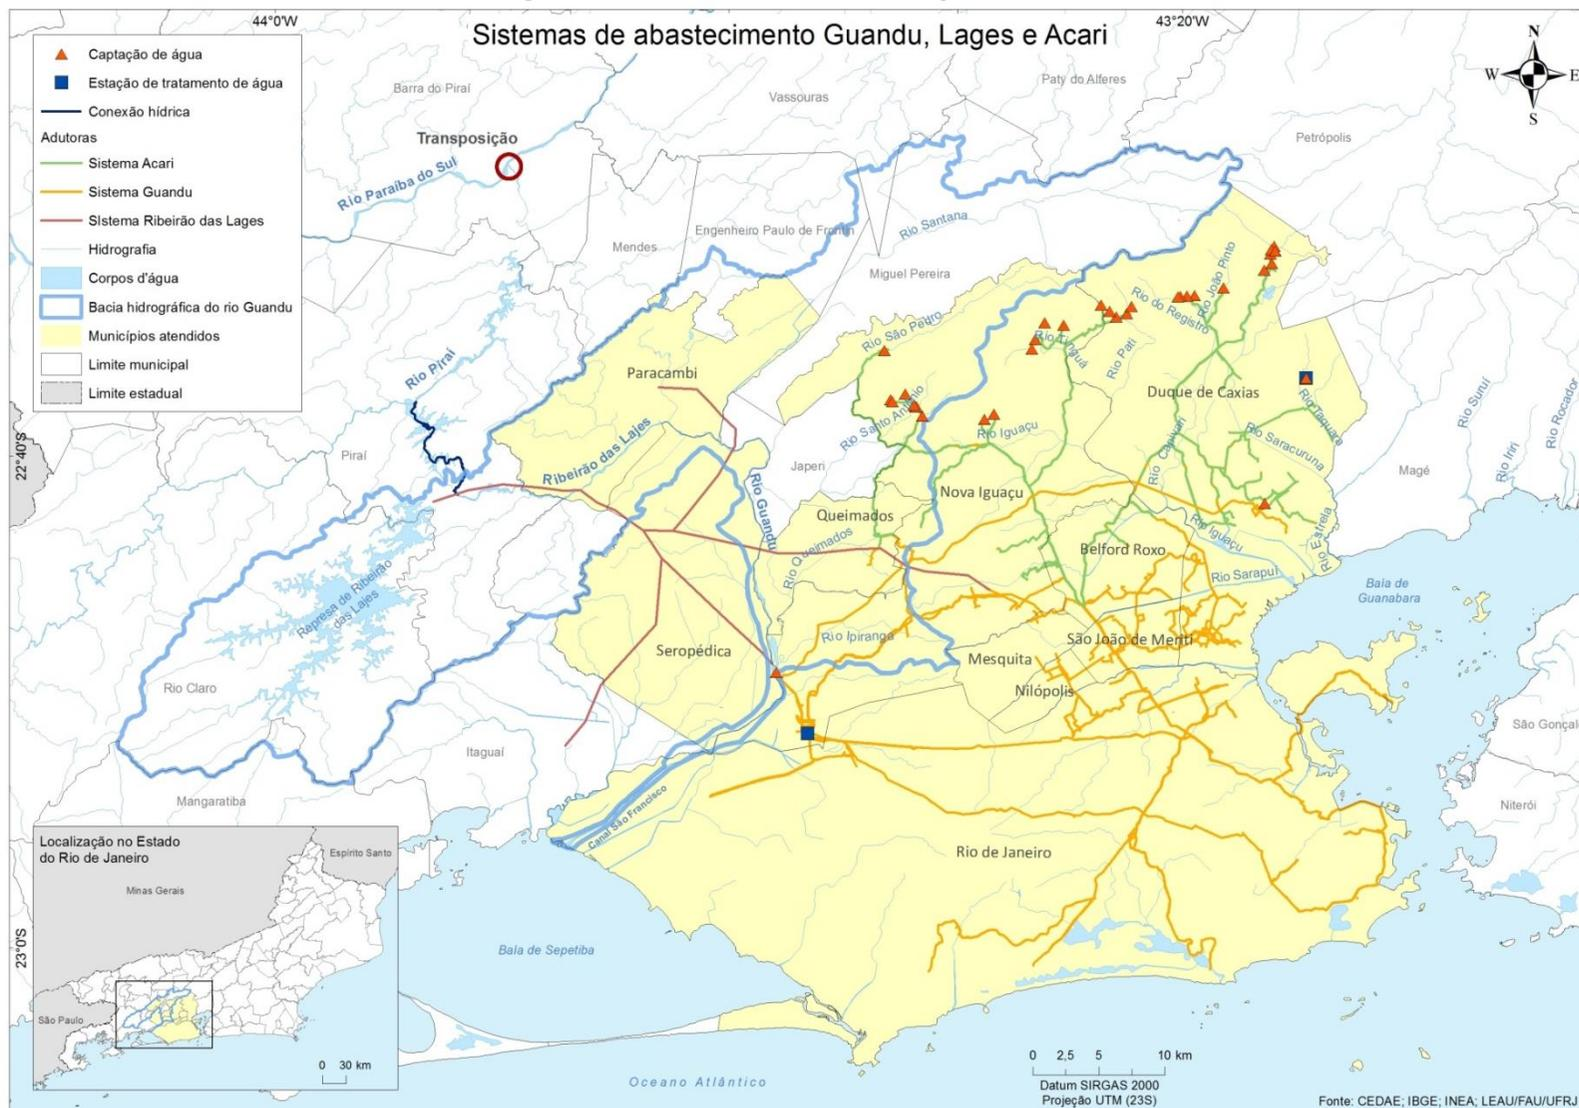 44°0'W
43°20'W
Sistemas de abastecimento Guandu, Lages e Acari
N
W
E
S
Captação de água
Estação de tratamento de água
Conexão hídrica
Adutoras
Sistema Acari
Sistema Guandu
SIstema Ribeirão das Lages
Hidrografia
Corpos d'água
Bacia hidrográfica do rio Guandu
Municípios atendidos
Limite municipal
Limite estadual
Barra do Piraí
Vassouras
Paty do Alferes
Petrópolis
Transposição
Rio Paraíba do Sul
Mendes
Engenheiro Paulo de Frontin
Rio Santana
Miguel Pereira
Rio João Pinto
Rio do Registro
Rio São Pedro
Rio Tinguá
Rio Pati
Rio Piraí
Paracambi
Duque de Caxias
Rio Taquara
Rio Santo Antônio
Rio Iguaçu
Rio Capivari
Rio Saracuruna
Rio Suruí
Rio Rocador
Rio Iriri
Magé
22°40'S
Piraí
Ribeirão das Lajes
Japeri
Rio Guandu
Nova Iguaçu
Queimados
Rio Queimados
Belford Roxo
Rio Iguaçu
Rio Estrela
Rio Sarapuí
Baía de
Guanabara
Represa de Ribeirão
das Lajes
Rio Ipiranga
São João de Meriti
Seropédica
Mesquita
Nilópolis
Rio Claro
Itaguaí
São Gonçalo
Mangaratiba
Canal São Francisco
Niterói
Rio de Janeiro
Localização no Estado
do Rio de Janeiro
Espírito Santo
Minas Gerais
São Paulo
0 30 km
23°0'S
Baía de Sepetiba
Oceano Atlântico
0 2,5 5 10 km
Datum SIRGAS 2000
Projeção UTM (23S)
Fonte: CEDAE; IBGE; INEA; LEAU/FAU/UFRJ